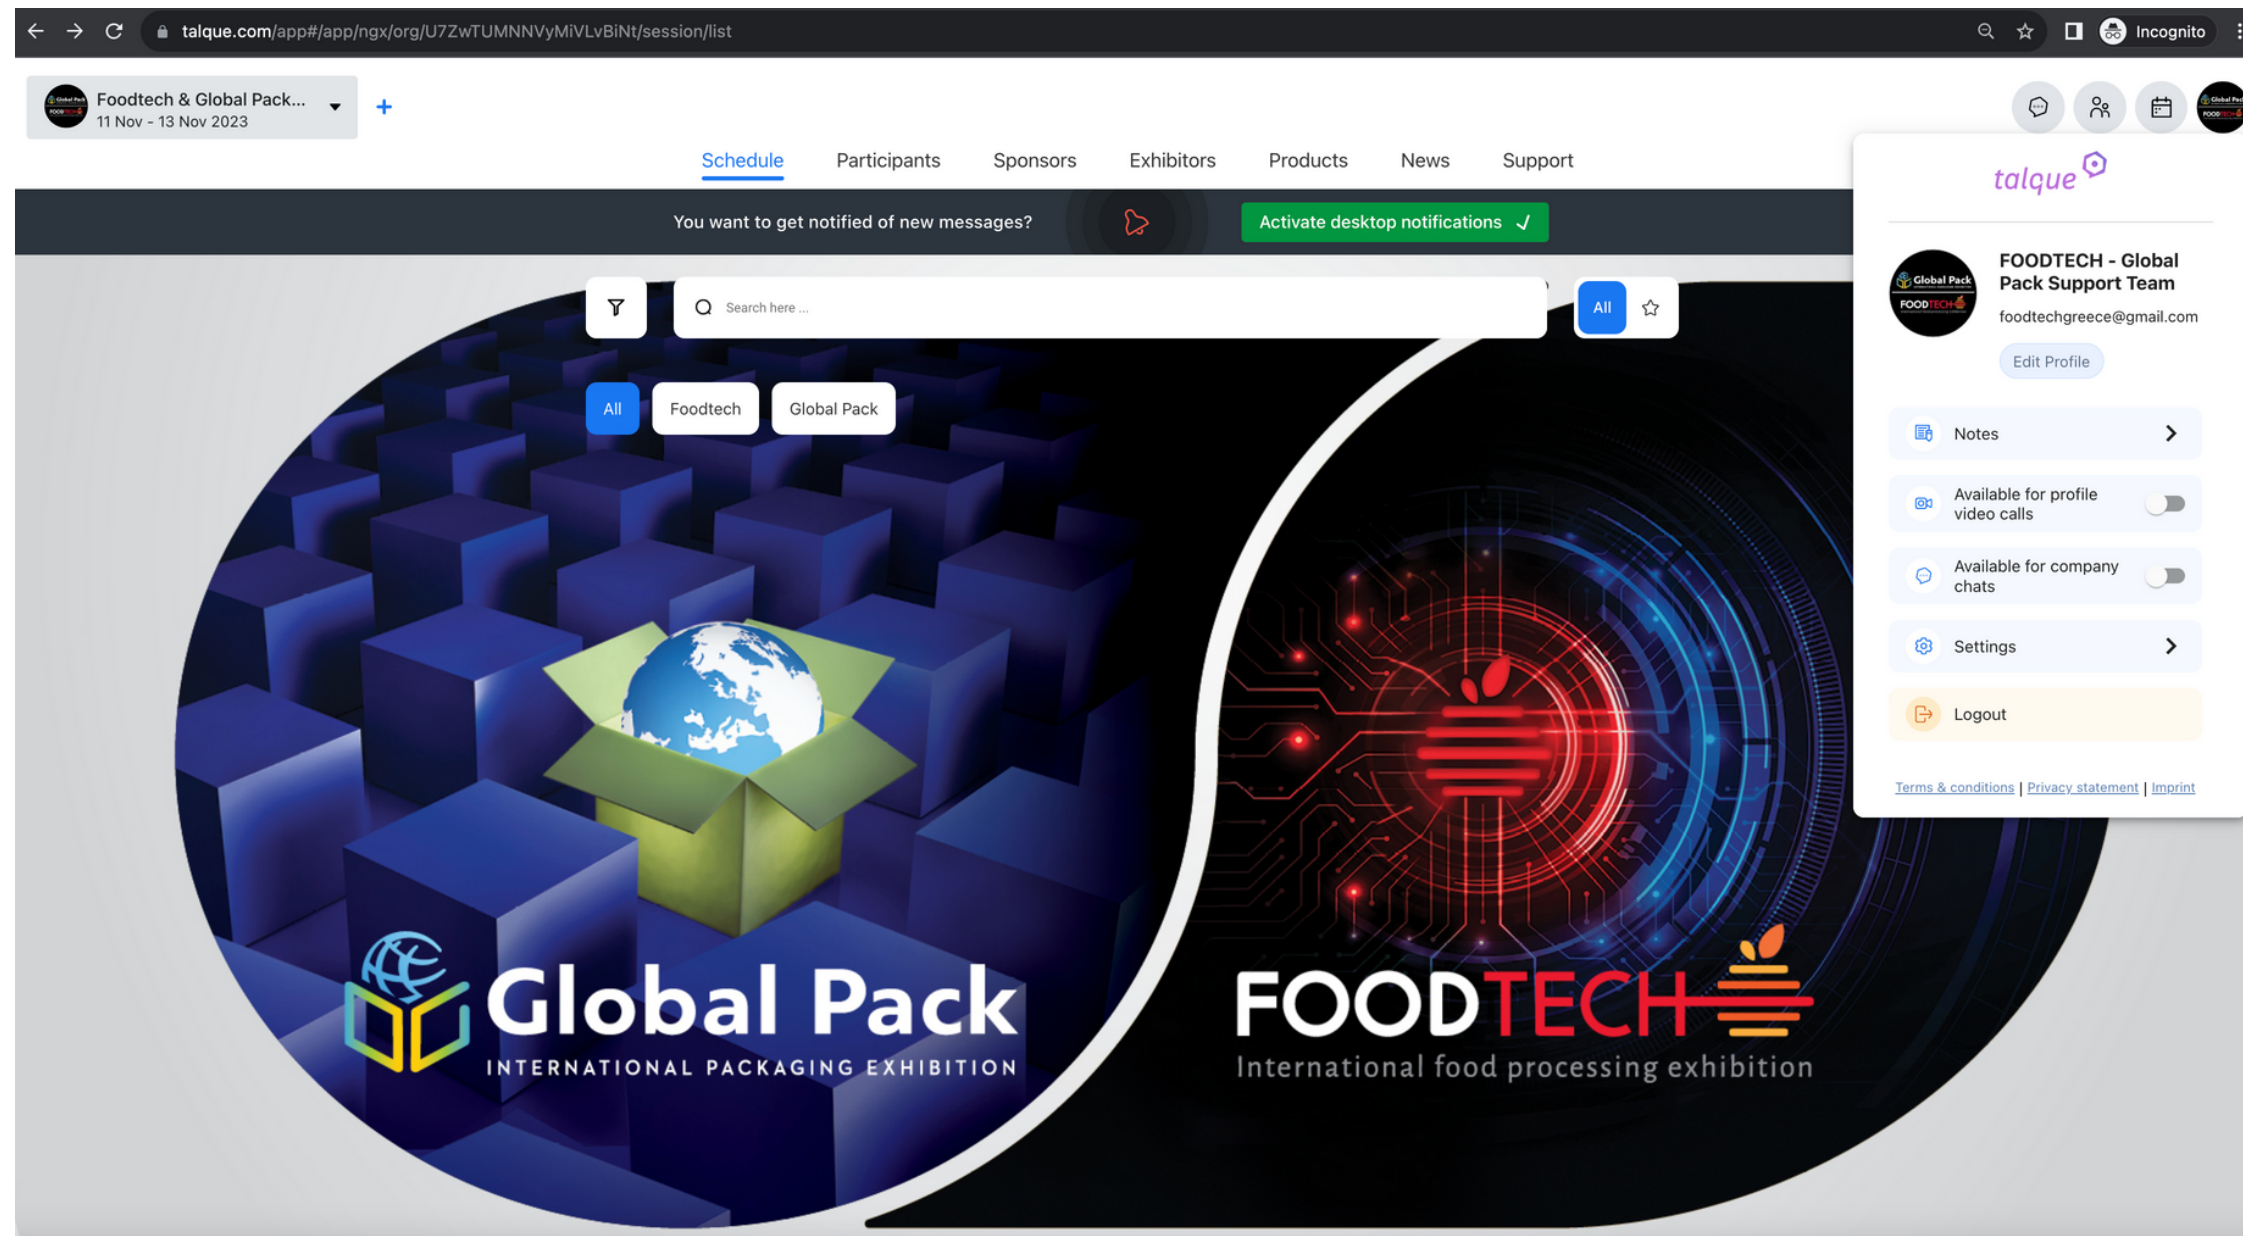 talque.com/app#/app/ngx/org/U7ZwTUMNNVyMiVLvBiNt/session/list
Incognito
Foodtech & Global Pack...
11 Nov - 13 Nov 2023
+
Schedule
Participants
Sponsors
Exhibitors
Products
News
Support
You want to get notified of new messages?
Activate desktop notifications
Search here ...
All
All
Foodtech
Global Pack
talque
Global Pack
FOODTECH
FOODTECH - Global
Pack Support Team
foodtechgreece@gmail.com
Edit Profile
Notes
Available for profile
video calls
Available for company
chats
Settings
Logout
Terms & conditions | Privacy statement | Imprint
Global Pack
INTERNATIONAL PACKAGING EXHIBITION
FOODTECH
International food processing exhibition